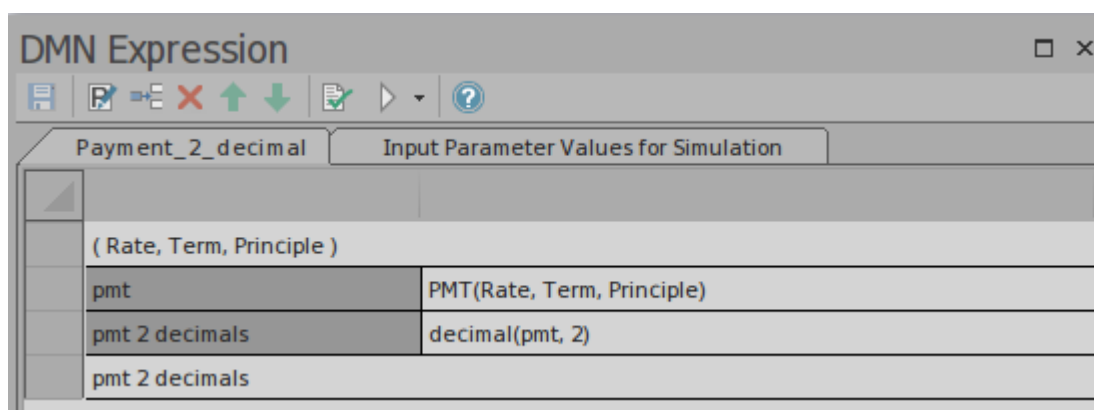 DMN Expression
Payment_2_decimal Input Parameter Values for Simulation
( Rate, Term, Principle )
pmt PMT(Rate, Term, Principle)
pmt 2 decimals decimal(pmt, 2)
pmt 2 decimals